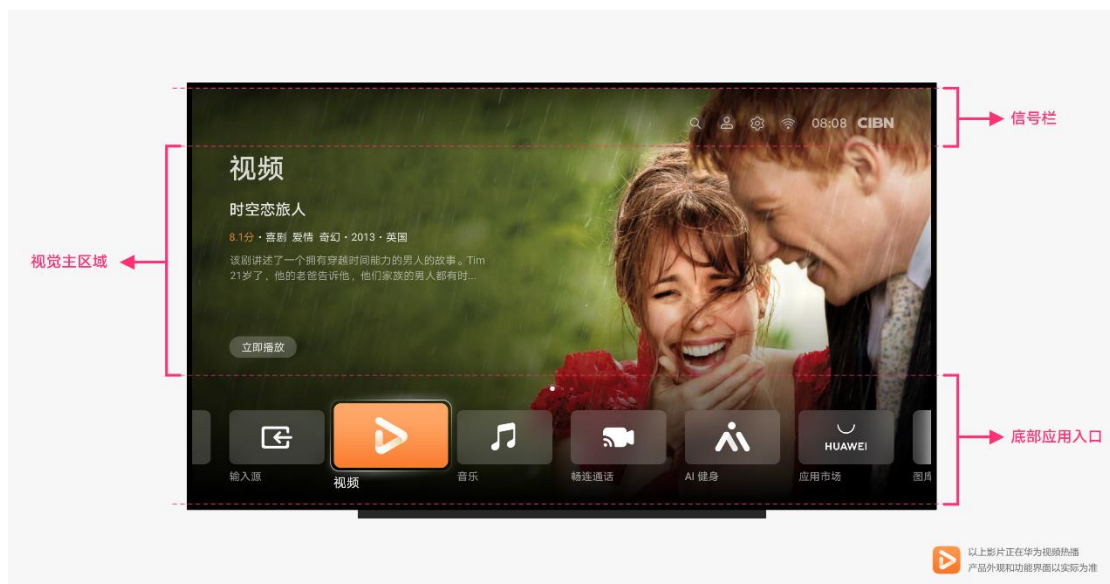 信号栏
08:08 CIBN
视频
时空恋旅人
8.1分・喜剧 爱情 奇幻・2013・英国
该剧讲述了一个拥有穿越时间能力的男人的故事。Tim
21岁了，他的老爸告诉他，他们家族的男人都有时...
视觉主区域
立即播放
HUAWEI
底部应用入口
输入源
视频
音乐
畅连通话
AI 健身
应用市场
图库
以上影片正在华为视频热播
产品外观和功能界面以实际为准